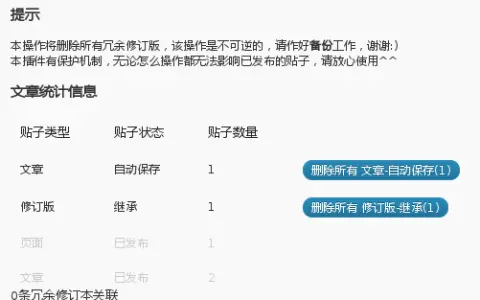 提示
本操作将删除所有冗余修订版，该操作是不可逆的，请作好备份工作，谢谢:)
本插件有保护机制，无论怎么操作都无法影响已发布的贴子，请放心使用^^
文章统计信息
贴子类型 贴子状态 贴子数量
文章 自动保存 1 删除所有 文章-自动保存(1)
修订版 继承 1 删除所有 修订版-继承(1)
页面 已发布 1
文章 已发布 2
0条冗余修订本关联